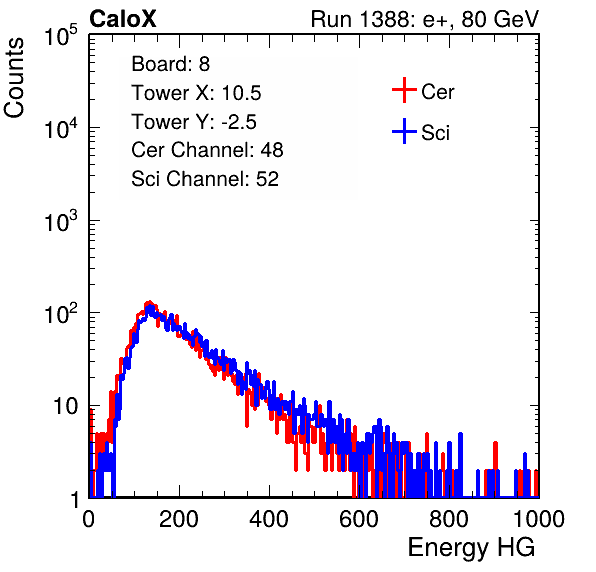 CaloX Run 1388: e+, 80 GeV
Counts
Board: 8
Tower X: 10.5
Tower Y: -2.5
Cer Channel: 48
Sci Channel: 52
Cer
Sci
10^5
10^4
10^3
10^2
10
1
0 200 400 600 800 1000
Energy HG